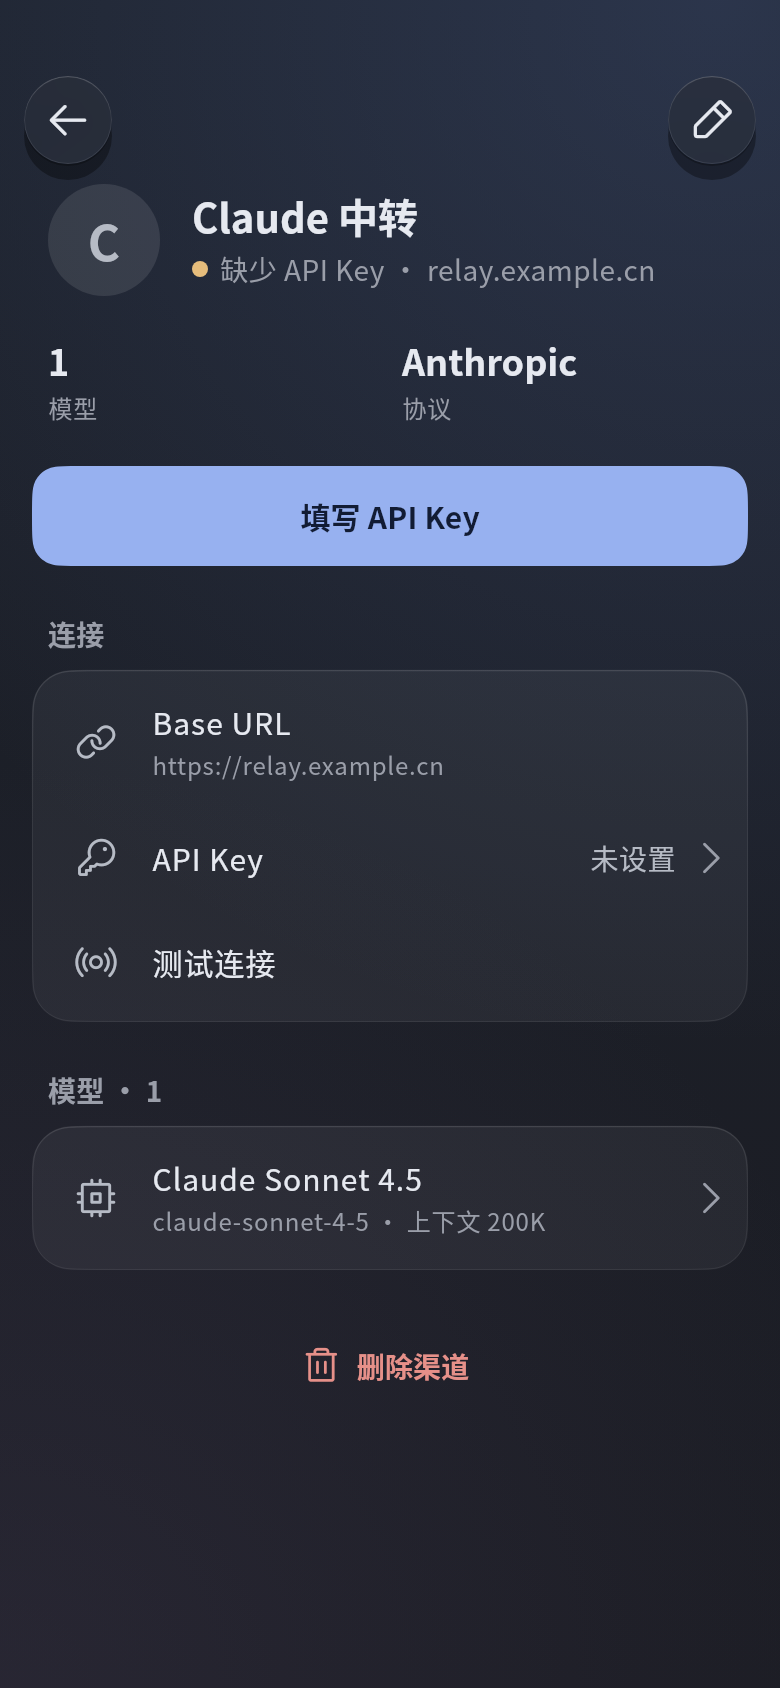 C
Claude 中转
缺少 API Key · relay.example.cn
1
模型
Anthropic
协议
填写 API Key
连接
Base URL
https://relay.example.cn
API Key
未设置
测试连接
模型 · 1
Claude Sonnet 4.5
claude-sonnet-4-5 · 上下文 200K
删除渠道